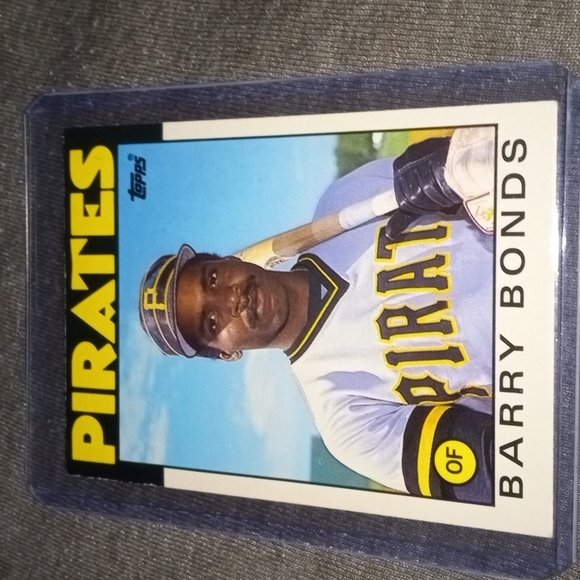 PIRATES
TOPPS®
PIRAT
OF
BARRY BONDS